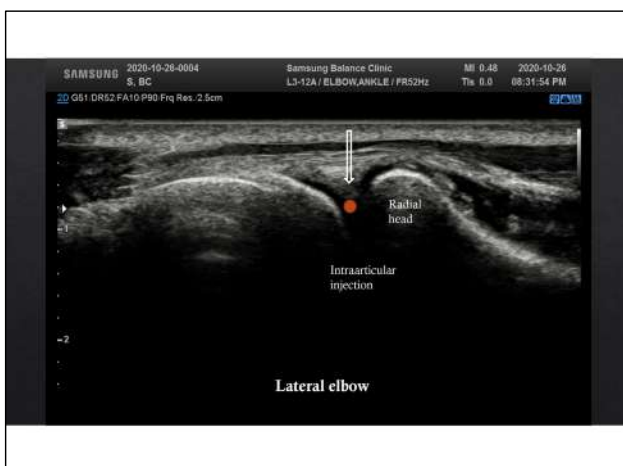 SAMSUNG
2020-10-26-0004
S, BC
Samsung Balance Clinic
L3-12A / ELBOW,ANKLE / FR52Hz
MI 0.48
TIs 0.0
2020-10-26
08:31:54 PM
2D G51/DR52/FA10/P90/Frq Res./2.5cm
Radial
head
Intraarticular
injection
1
2
Lateral elbow